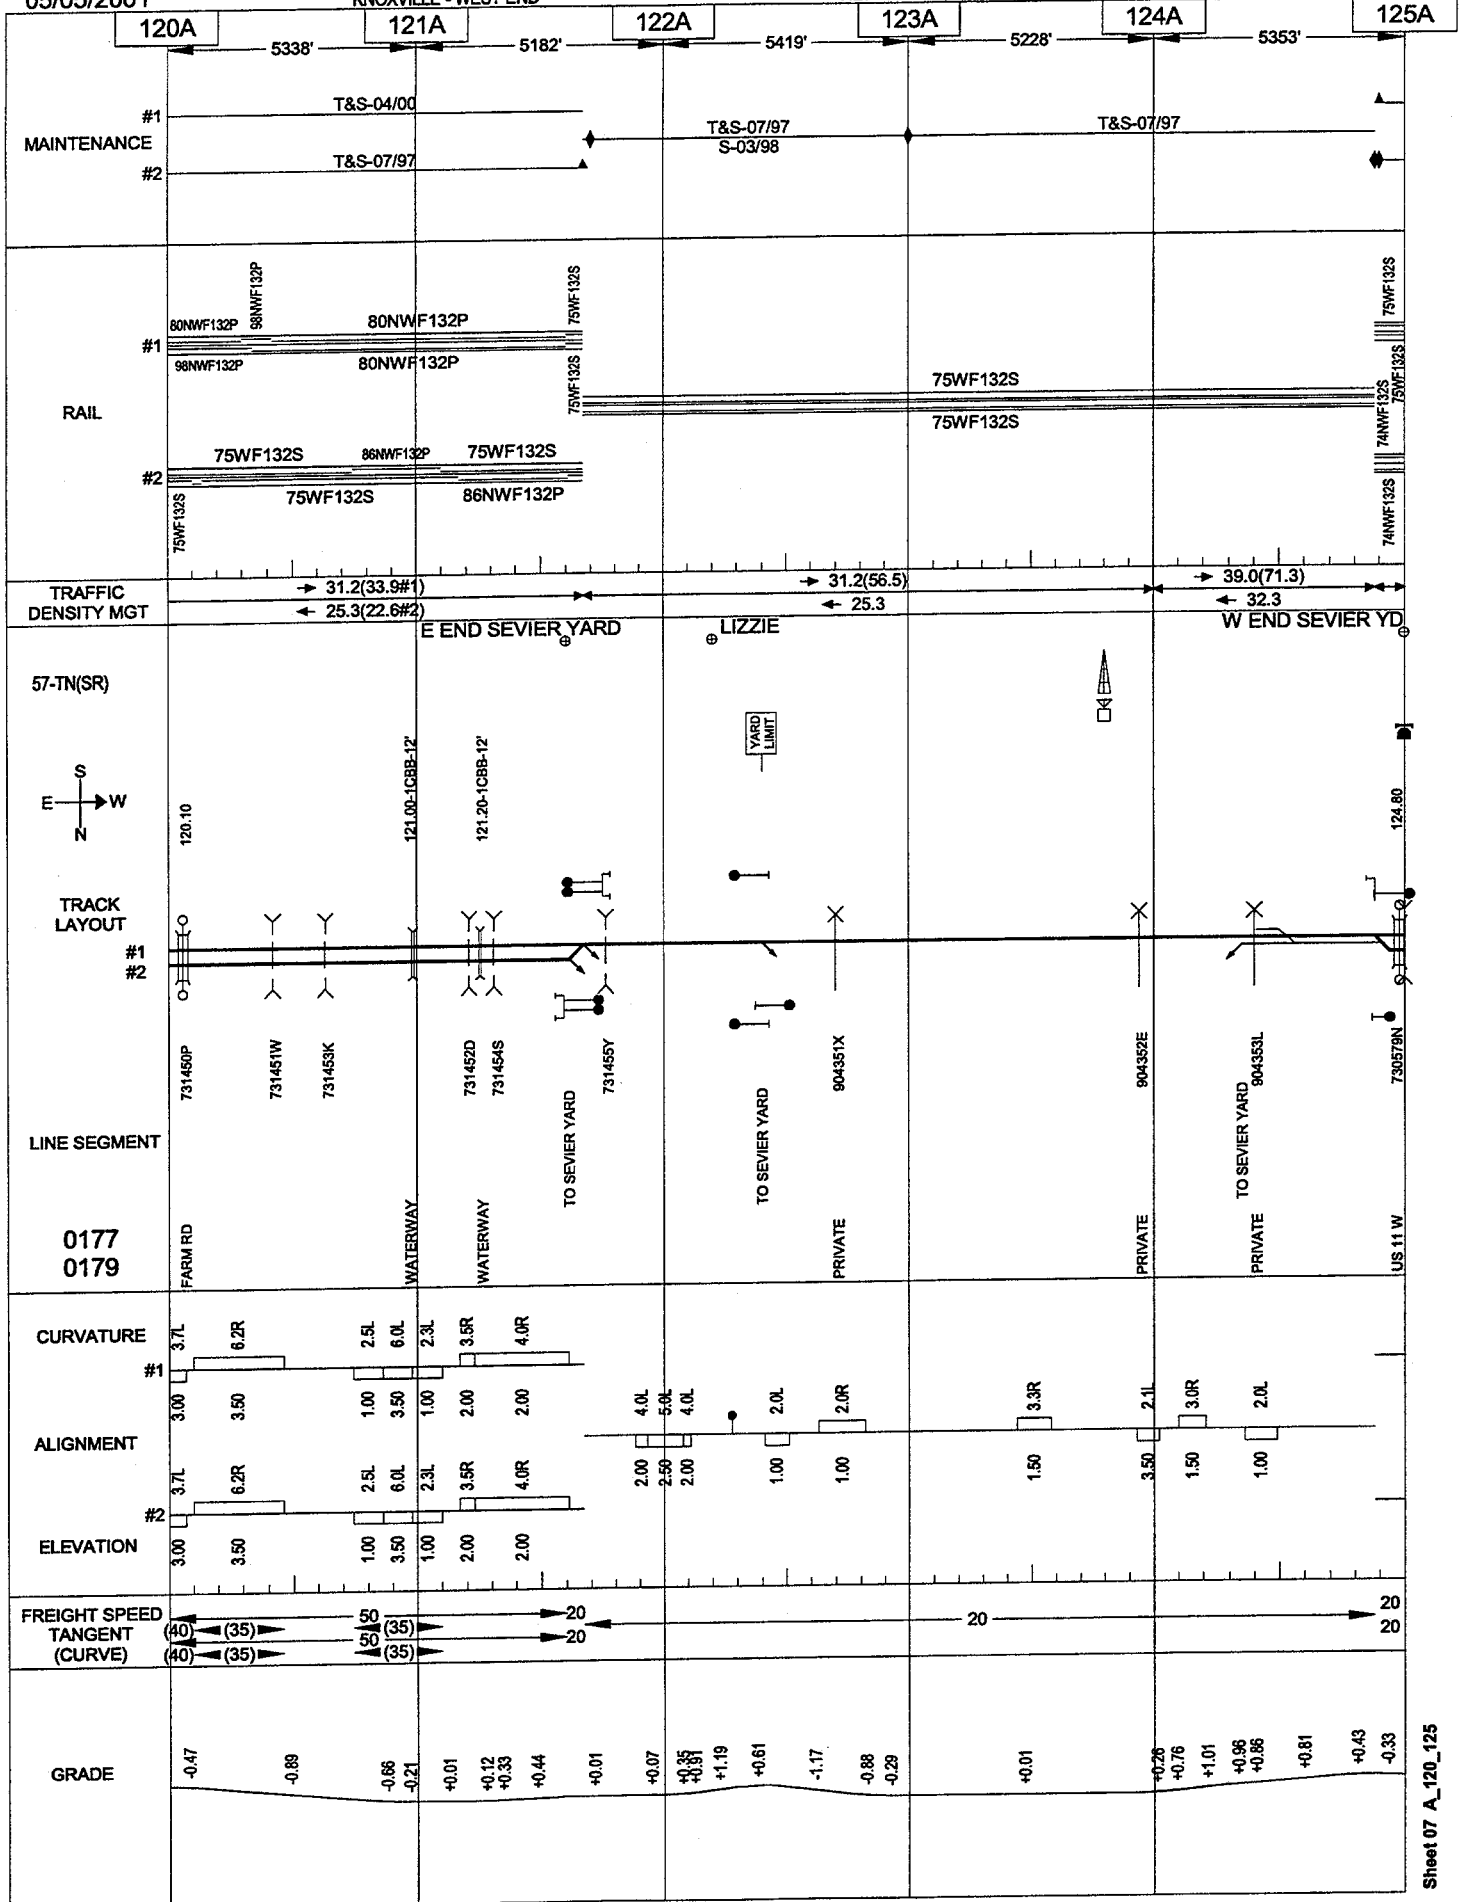 05/05/2001
KNOXVILLE - WEST END
120A 121A 122A 123A 124A 125A
5338' 5182' 5419' 5228' 5353'
MAINTENANCE
#1
T&S-04/00
T&S-07/97
S-03/98
T&S-07/97
#2
T&S-07/97
RAIL
98NWF132P
75WF132S
75WF132S
80NWF132P
80NWF132P
#1
98NWF132P
80NWF132P
75WF132S
75WF132S
75WF132S
75WF132S
74NWF132S
75WF132S
86NWF132P
75WF132S
#2
75WF132S
86NWF132P
75WF132S
74NWF132S
TRAFFIC
DENSITY MGT
31.2(33.9#1)
31.2(56.5)
39.0(71.3)
25.3(22.6#2)
25.3
32.3
E END SEVIER YARD
LIZZIE
W END SEVIER YD
57-TN(SR)
YARD
LIMIT
S
E W
N
120.10
121.00-1CBB-12'
121.20-1CBB-12'
124.80
TRACK
LAYOUT
#1
#2
731450P
731451W
731453K
731452D
731454S
731455Y
904351X
904352E
904353L
730579N
LINE SEGMENT
TO SEVIER YARD
TO SEVIER YARD
TO SEVIER YARD
0177
0179
FARM RD
WATERWAY
WATERWAY
PRIVATE
PRIVATE
PRIVATE
US 11 W
CURVATURE
#1
3.7L 6.2R 2.5L 6.0L 2.3L 3.5R 4.0R
3.00 3.50 1.00 3.50 1.00 2.00 2.00
ALIGNMENT
4.0L 5.0L 4.0L 2.0L 2.0R 3.3R 2.1L 3.0R 2.0L
2.00 2.50 2.00 1.00 1.00 1.50 3.50 1.50 1.00
#2
3.7L 6.2R 2.5L 6.0L 2.3L 3.5R 4.0R
ELEVATION
3.00 3.50 1.00 3.50 1.00 2.00 2.00
FREIGHT SPEED
TANGENT
(CURVE)
50 20 20 20
(40) (35) (35)
50 20 20
(40) (35) (35)
GRADE
-0.47 -0.89 -0.66 -0.21 +0.01 +0.12 +0.33 +0.44 +0.01 +0.07 +0.35 +0.91 +1.19 +0.61 -1.17 -0.88 -0.29 +0.01 +0.26 +0.76 +1.01 +0.96 +0.86 +0.81 +0.43 -0.33
Sheet 07 A_120_125